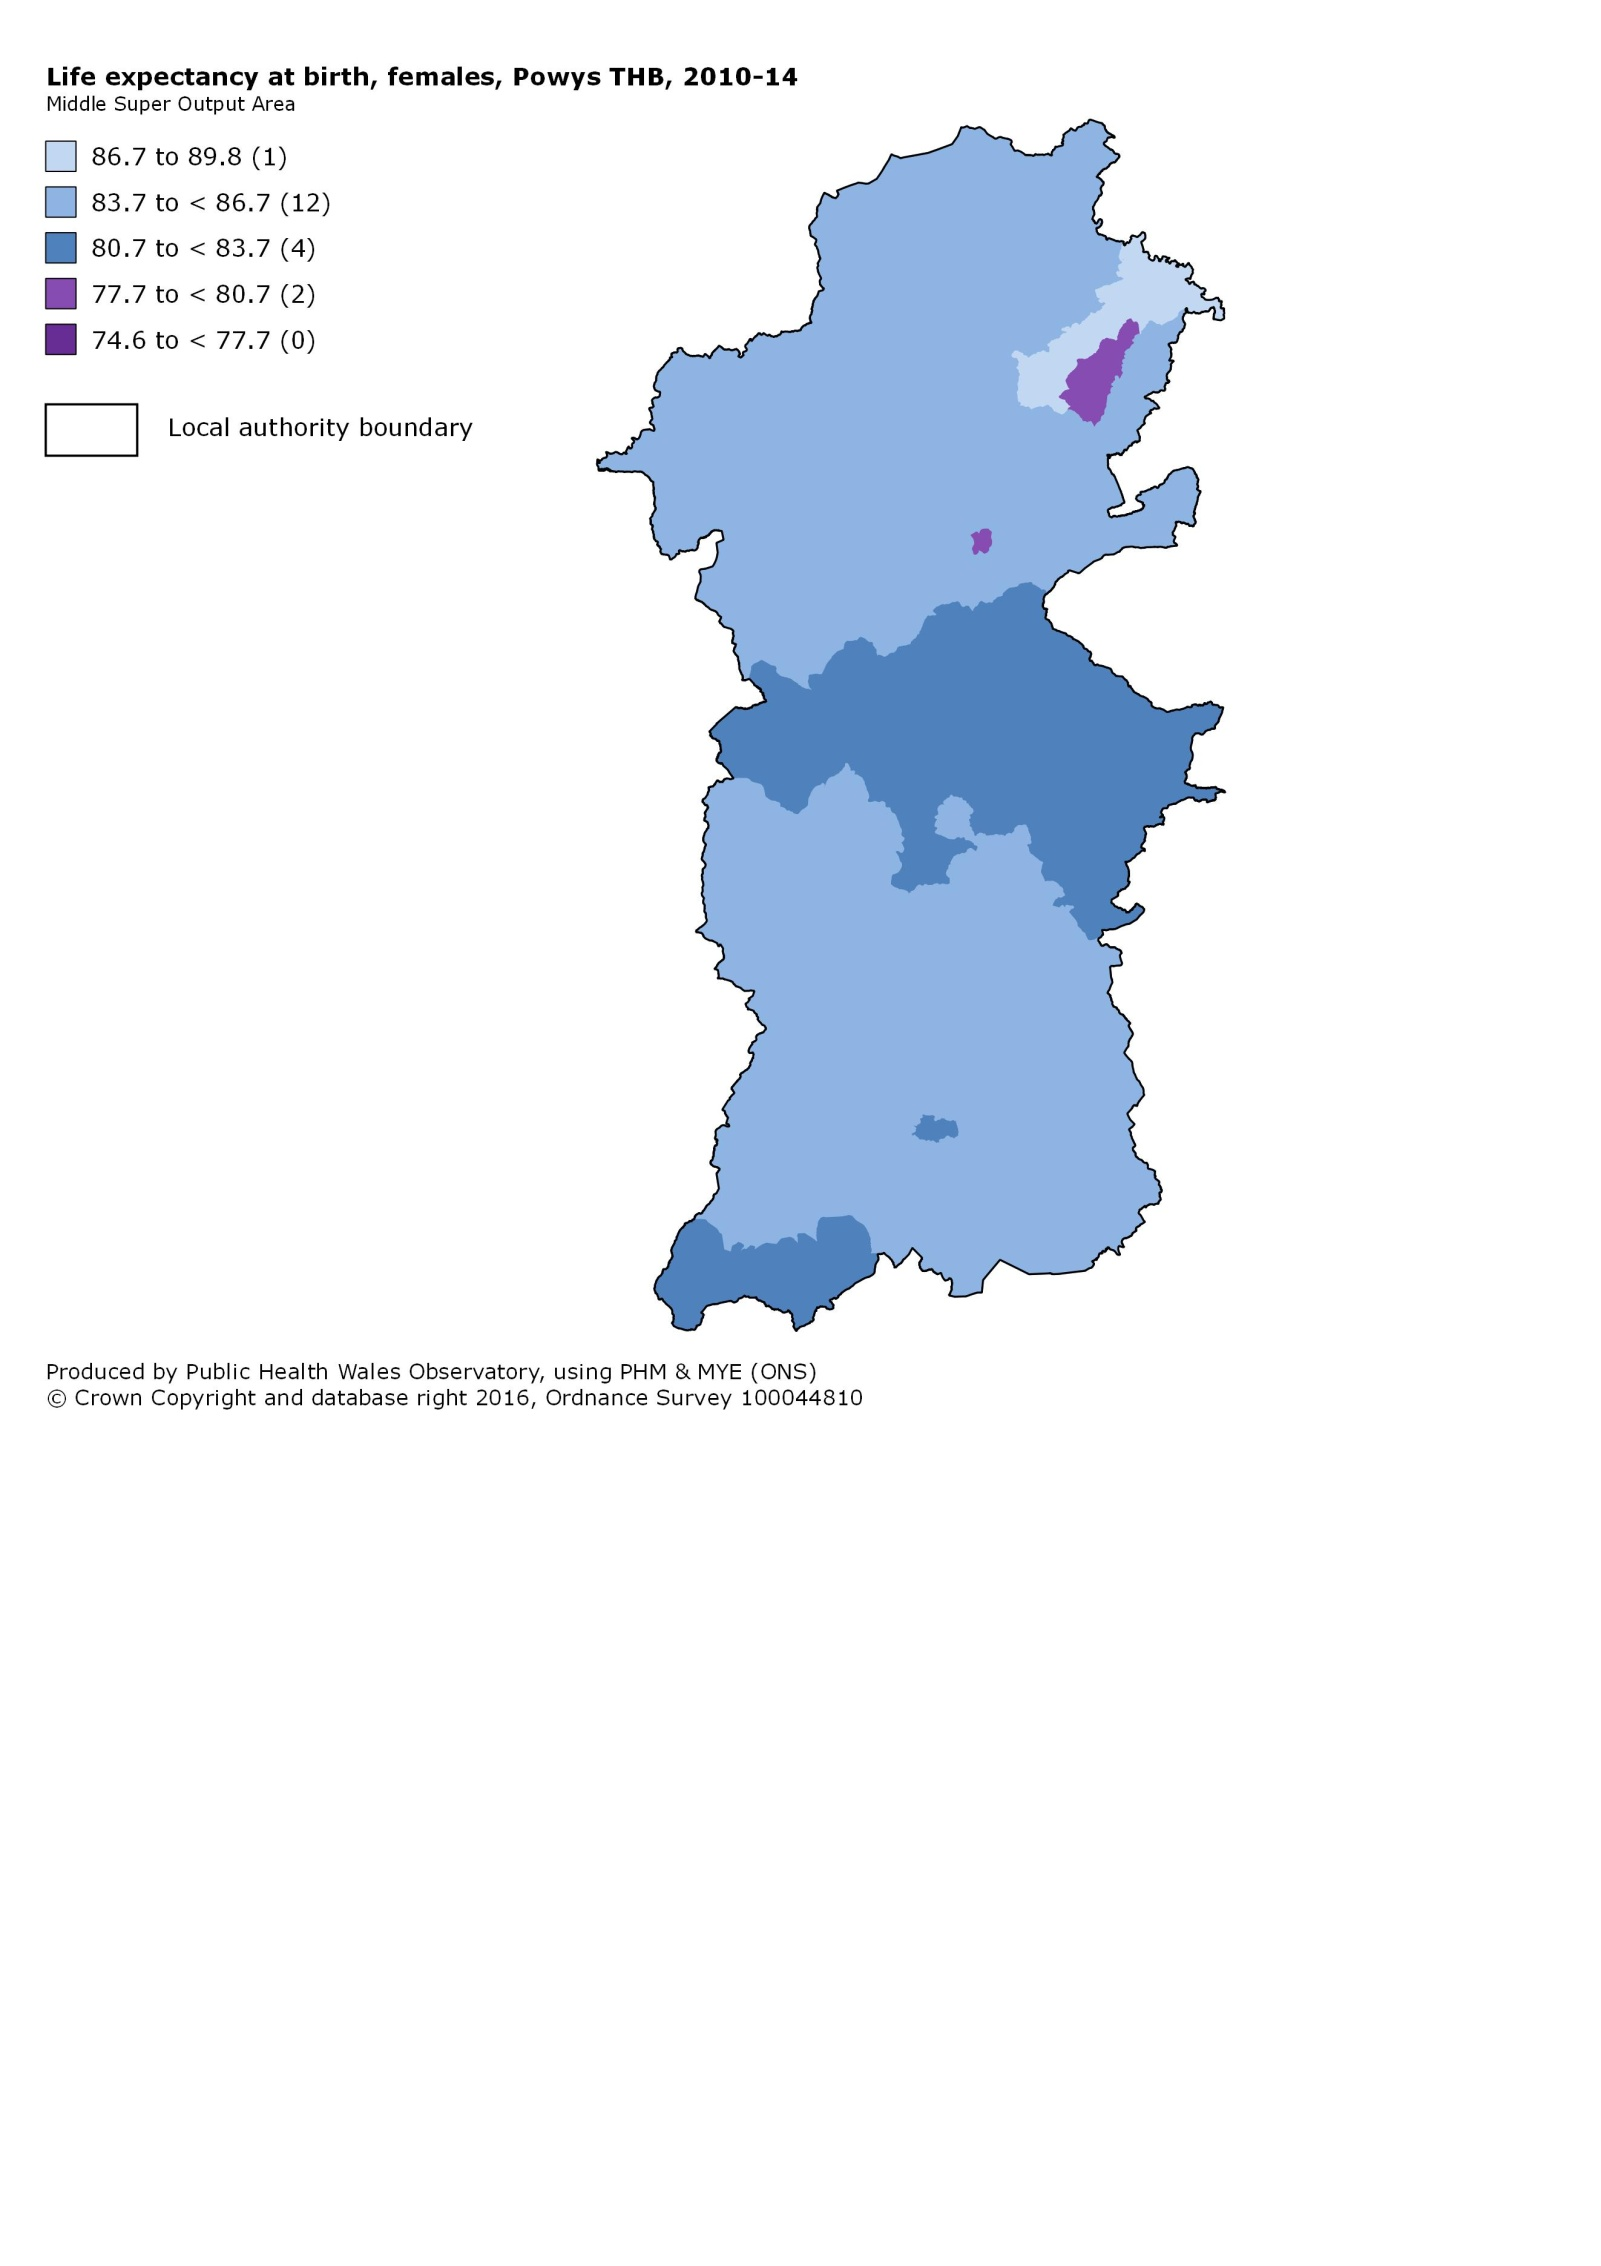 Life expectancy at birth, females, Powys THB, 2010-14
Middle Super Output Area
86.7 to 89.8 (1)
83.7 to < 86.7 (12)
80.7 to < 83.7 (4)
77.7 to < 80.7 (2)
74.6 to < 77.7 (0)
Local authority boundary
Produced by Public Health Wales Observatory, using PHM & MYE (ONS)
© Crown Copyright and database right 2016, Ordnance Survey 100044810